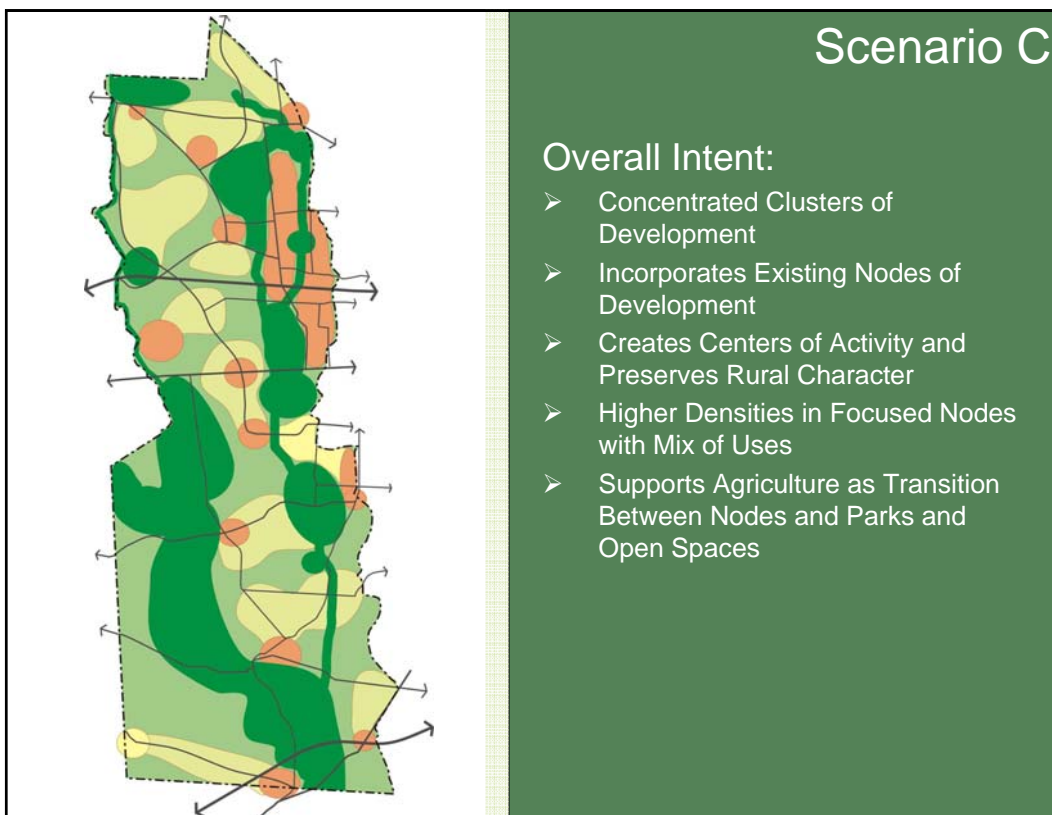 Scenario C
Overall Intent:
➢ Concentrated Clusters of
Development
➢ Incorporates Existing Nodes of
Development
➢ Creates Centers of Activity and
Preserves Rural Character
➢ Higher Densities in Focused Nodes
with Mix of Uses
➢ Supports Agriculture as Transition
Between Nodes and Parks and
Open Spaces